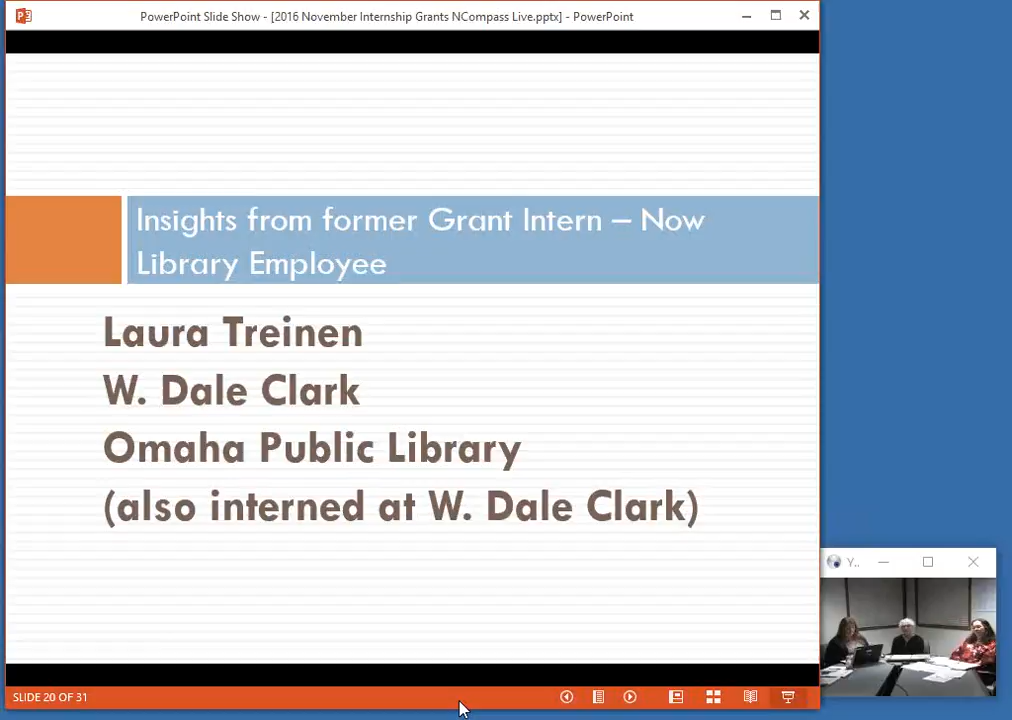 PowerPoint Slide Show - [2016 November Internship Grants NCompass Live.pptx] - PowerPoint
Insights from former Grant Intern – Now
Library Employee
Laura Treinen
W. Dale Clark
Omaha Public Library
(also interned at W. Dale Clark)
Y..
SLIDE 20 OF 31